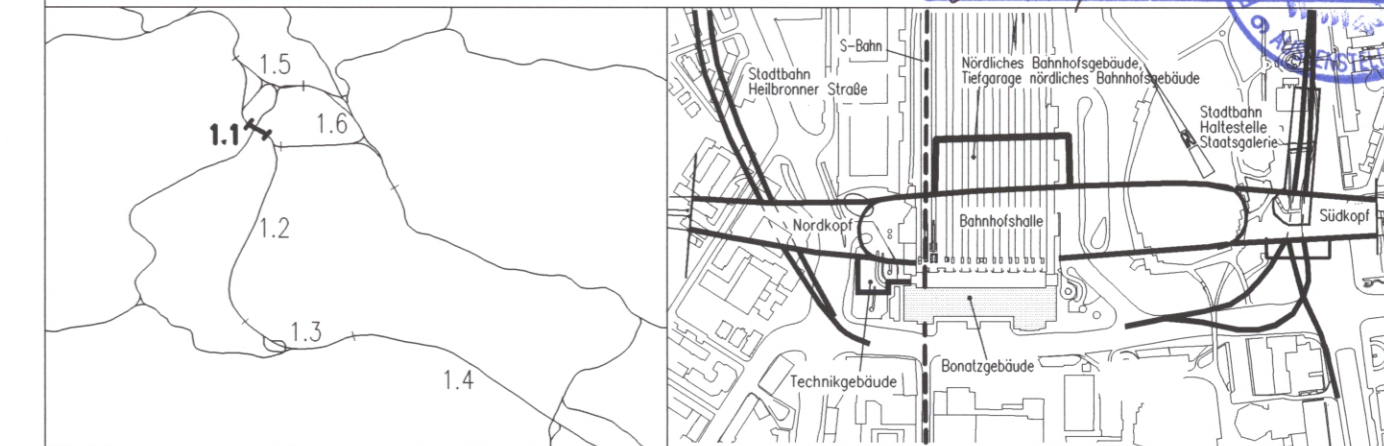 1.5
1.6
1.1
1.2
1.3
1.4
S-Bahn
Nördliches Bahnhofsgebäude,
Tiefgarage nördliches Bahnhofsgebäude
Stadtbahn
Heilbronner Straße
Stadtbahn
Haltestelle
Staatsgalerie
Nordkopf
Bahnhofshalle
Südkopf
Technikgebäude
Bonatzgebäude